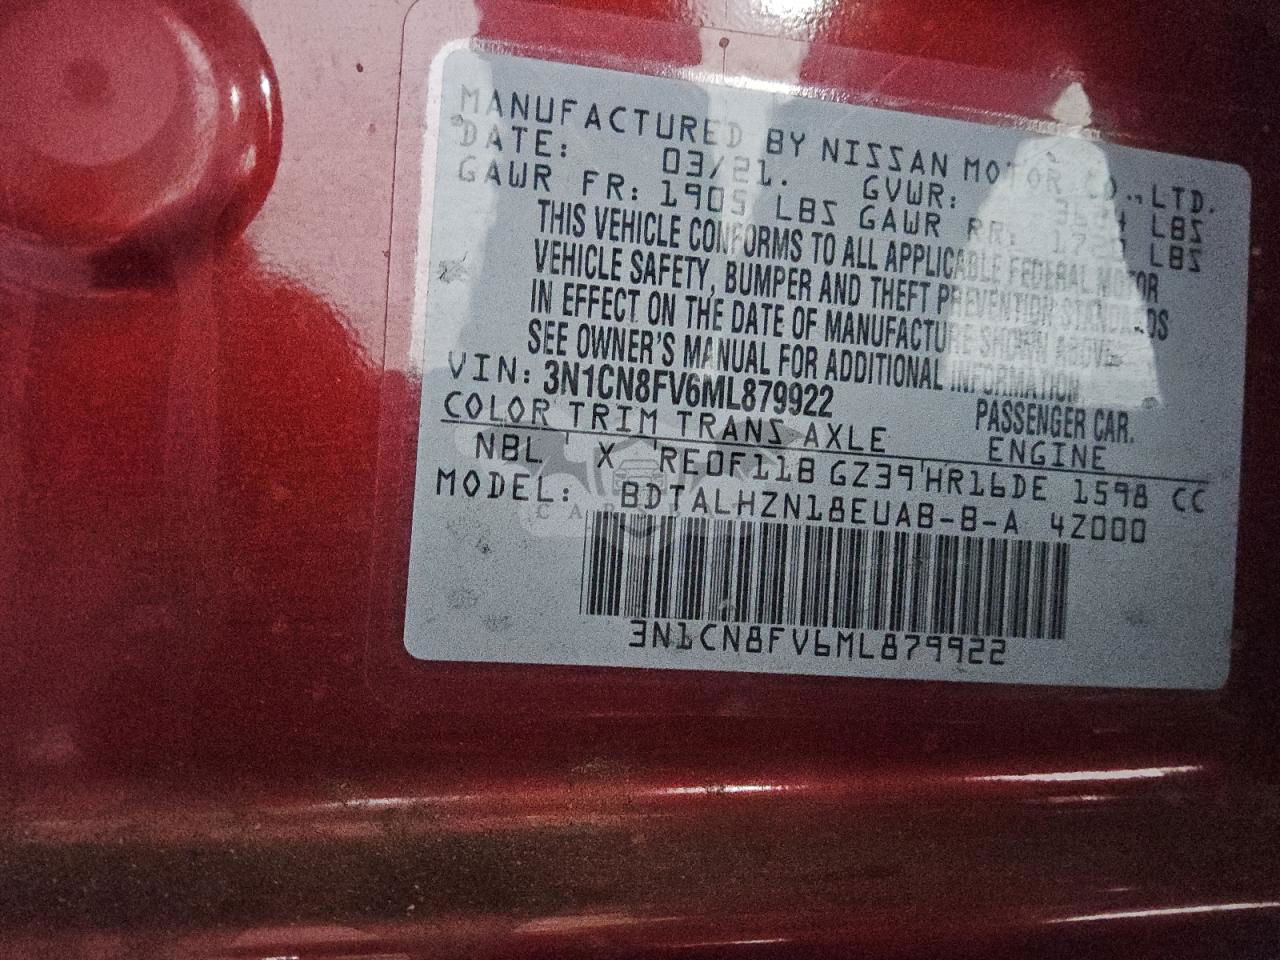 MANUFACTURED BY NISSAN MOTOR CO.,LTD.
DATE: 03/21. GVWR: LBS
GAWR FR: 1905 LBS GAWR RR: LBS
THIS VEHICLE CONFORMS TO ALL APPLICABLE FEDERAL MOTOR
VEHICLE SAFETY, BUMPER AND THEFT PREVENTION STANDARDS
IN EFFECT ON THE DATE OF MANUFACTURE SHOWN ABOVE
SEE OWNER'S MANUAL FOR ADDITIONAL INFORMATION
VIN: 3N1CN8FV6ML879922 PASSENGER CAR.
COLOR TRIM TRANS AXLE ENGINE
NBL X RE0F11B GZ39 HR16DE 1598 CC
MODEL: BDTALHZN18EUAB-B-A 4Z000
3N1CN8FV6ML879922